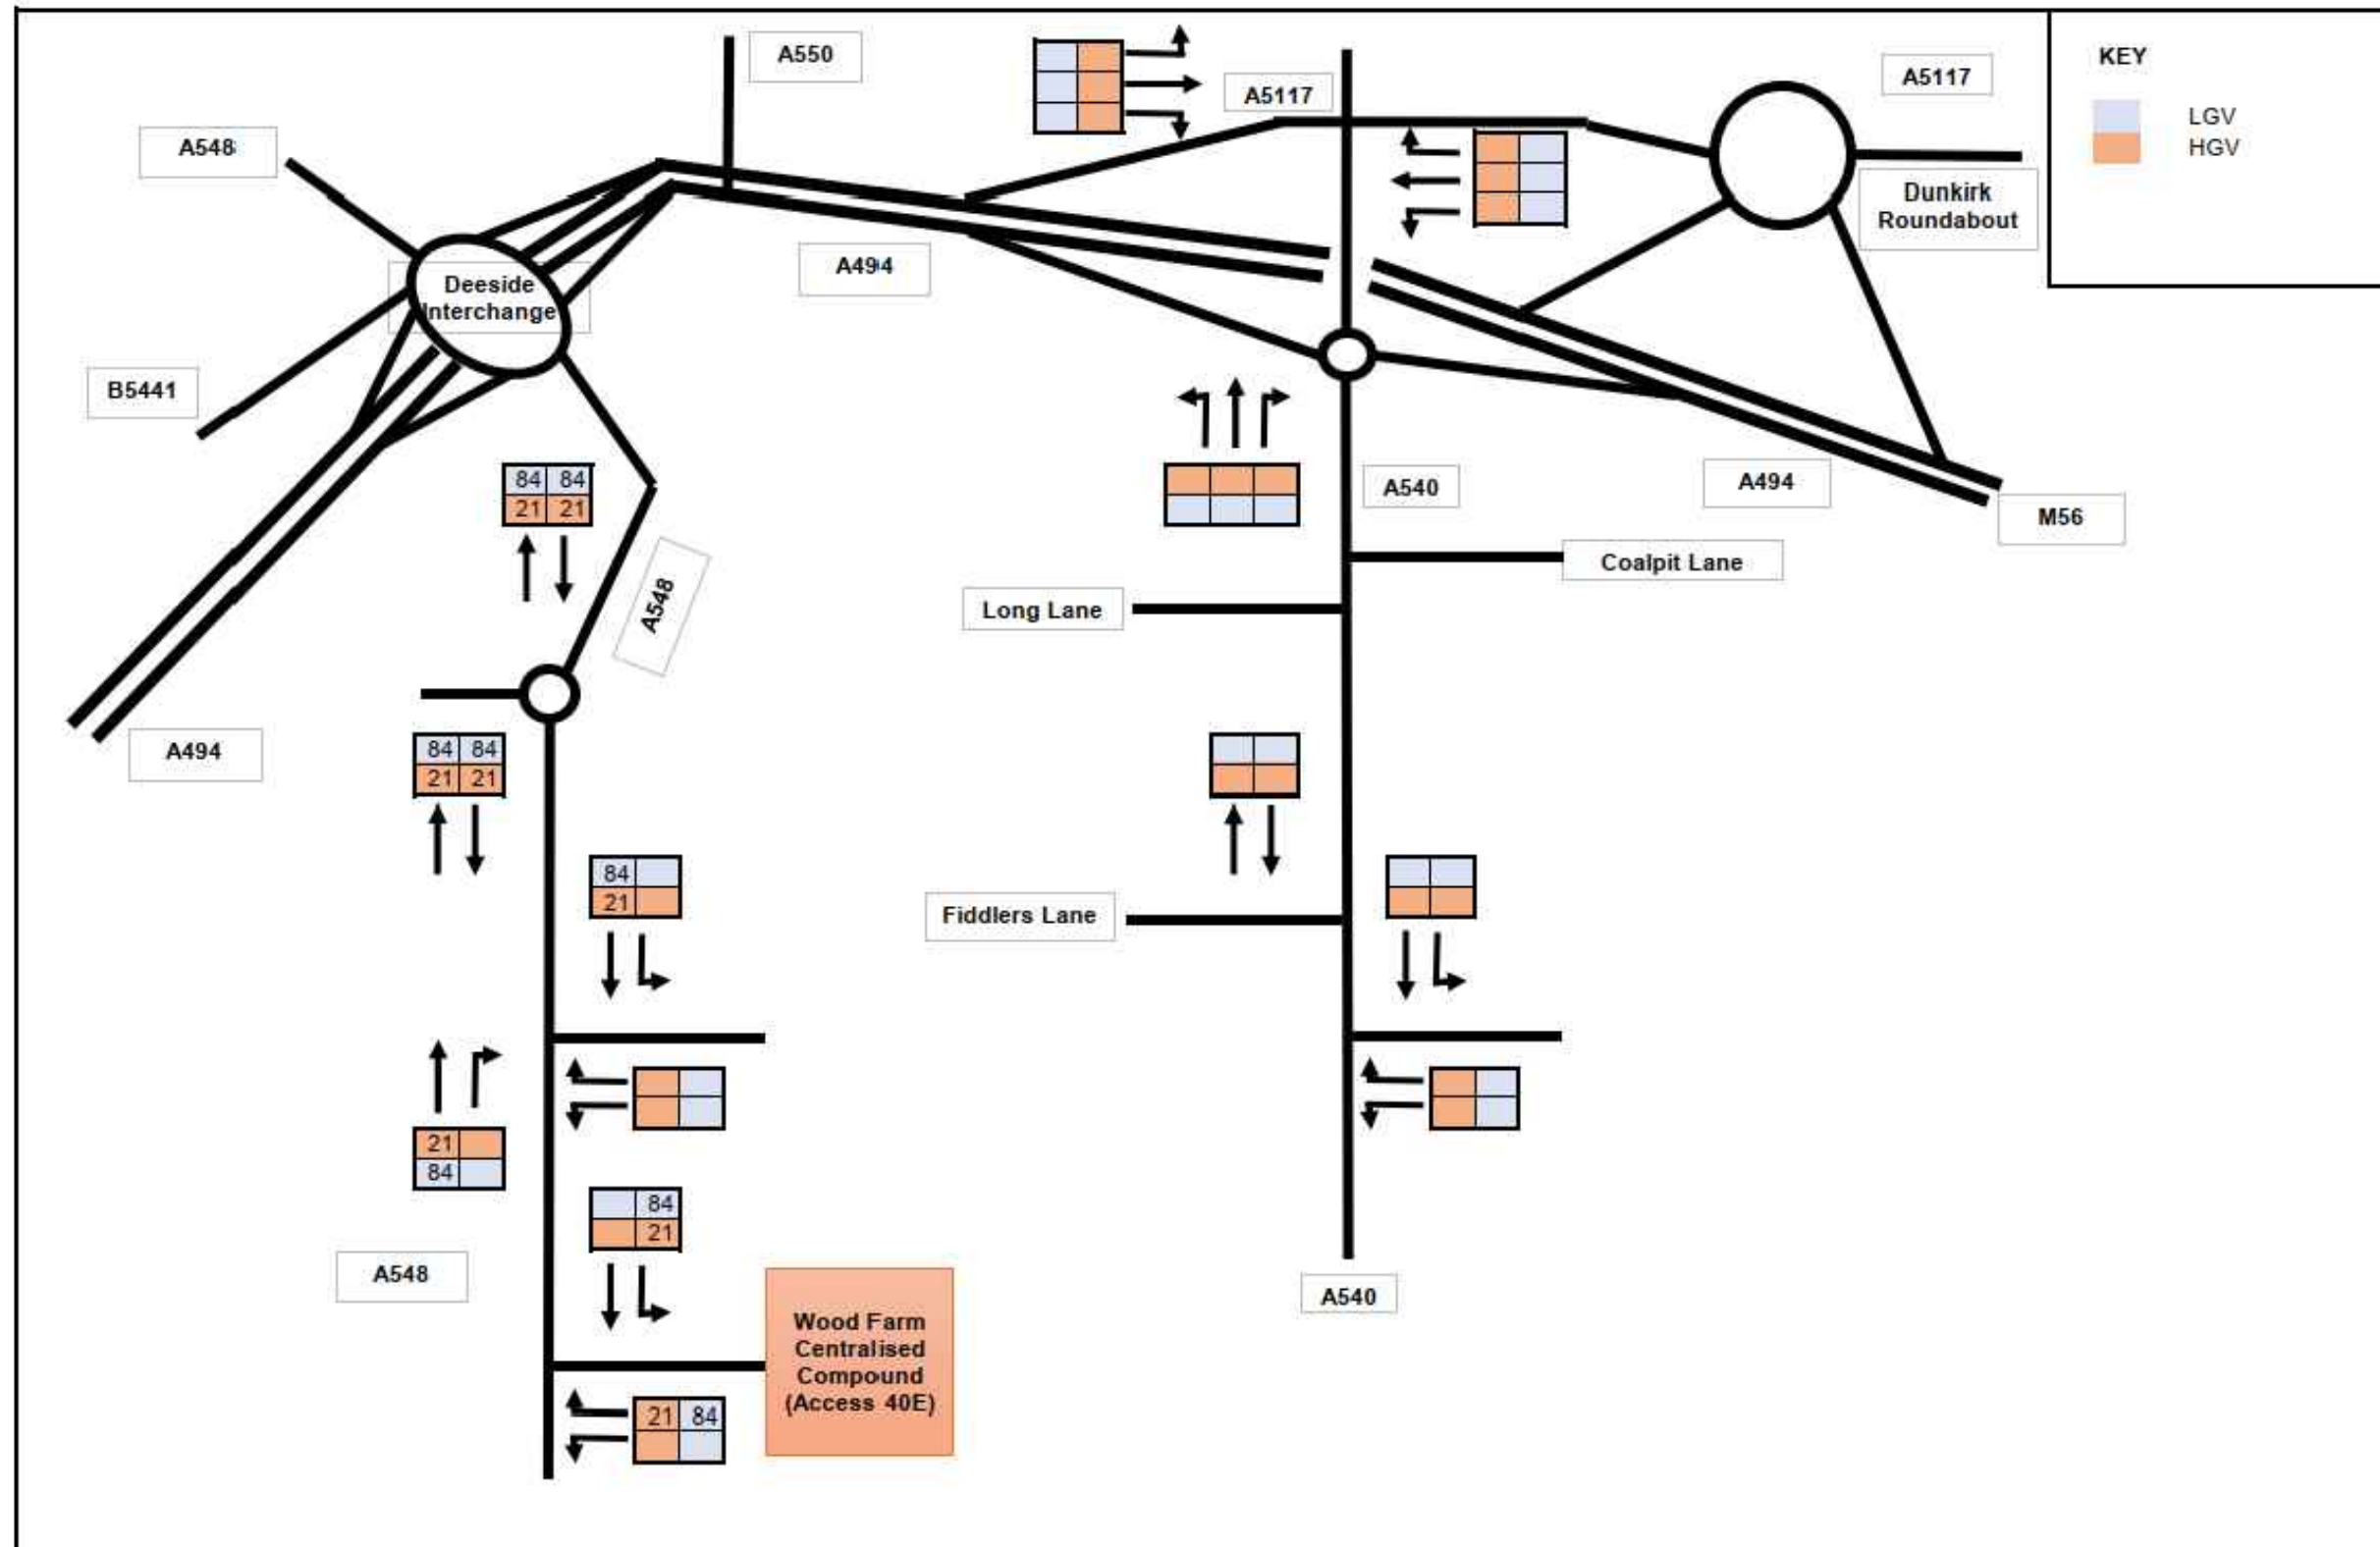 A550
A5117
A5117
KEY
LGV
HGV
A548
Dunkirk
Roundabout
A494
Deeside
Interchange
B5441
84 84
21 21
A540
A494
M56
Coalpit Lane
A548
Long Lane
A494
84 84
21 21
84
21
Fiddlers Lane
21
84
84
21
A548
A540
Wood Farm
Centralised
Compound
(Access 40E)
21 84